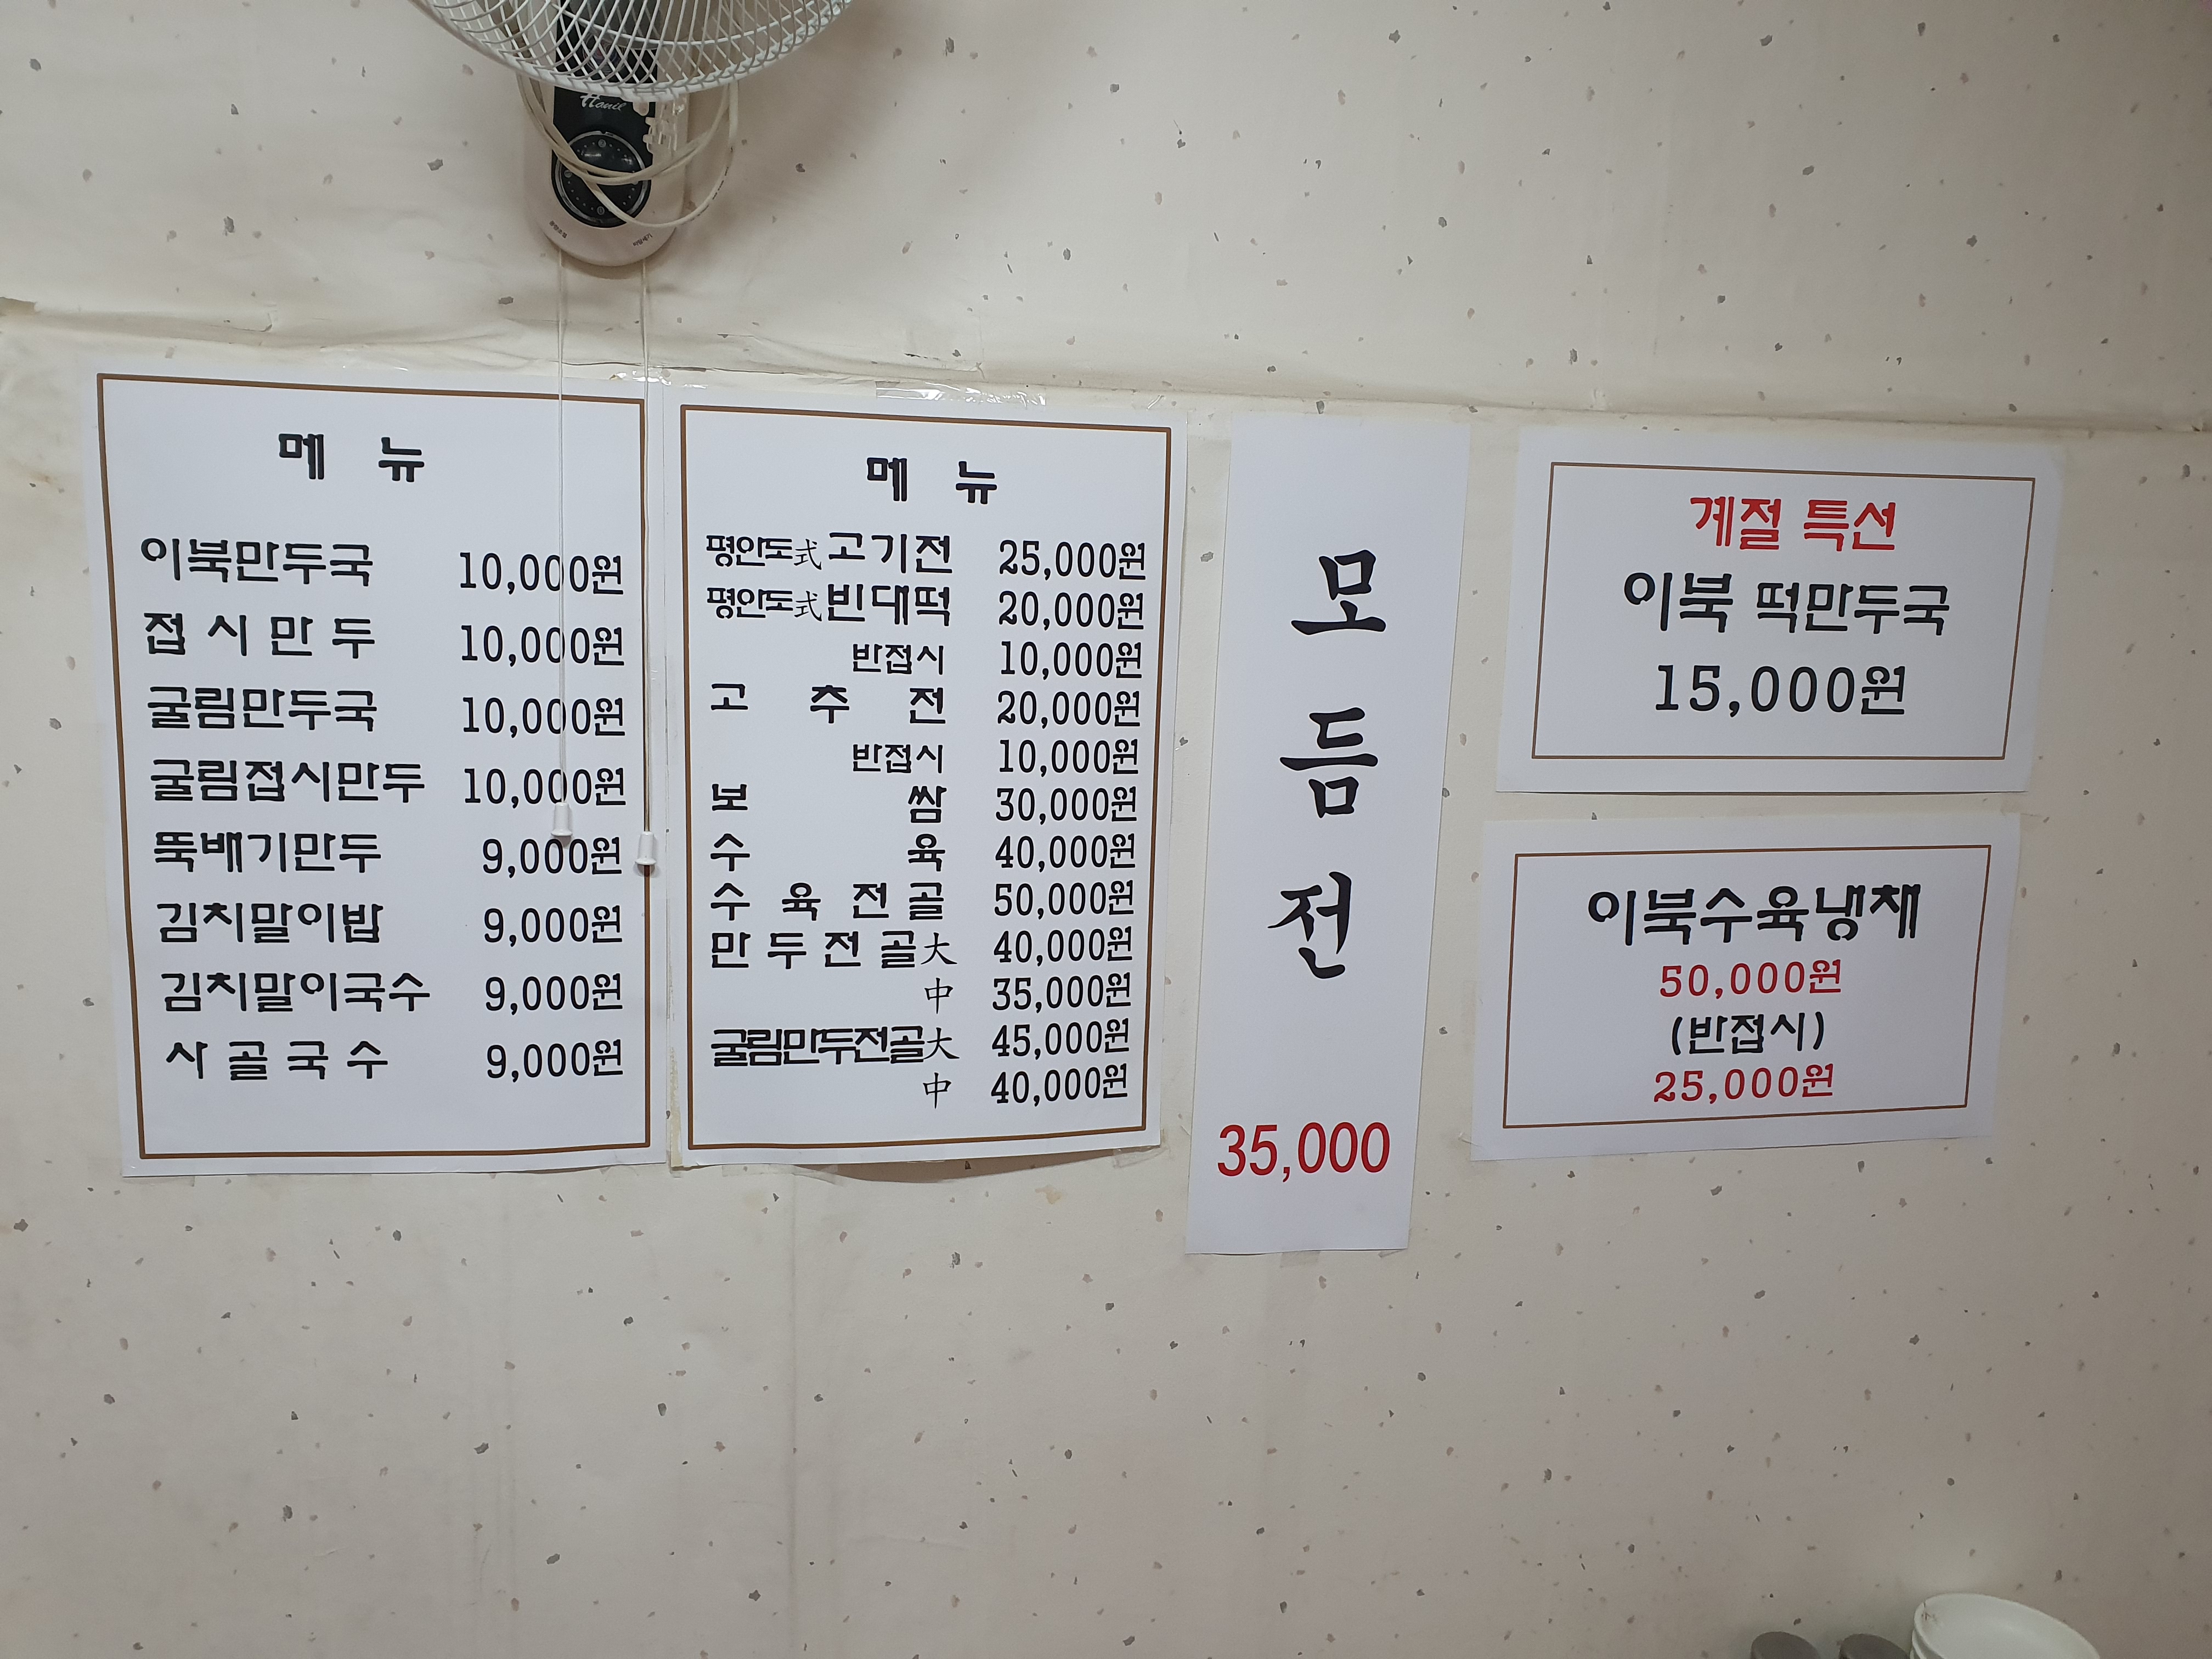 Hanil
메 뉴
이북만두국 10,000원
접시만두 10,000원
굴림만두국 10,000원
굴림접시만두 10,000원
뚝배기만두 9,000원
김치말이밥 9,000원
김치말이국수 9,000원
사골국수 9,000원
메 뉴
평안도式고기전 25,000원
평안도式빈대떡 20,000원
반접시 10,000원
고추전 20,000원
반접시 10,000원
보쌈 30,000원
수육 40,000원
수육전골 50,000원
만두전골大 40,000원
中 35,000원
굴림만두전골大 45,000원
中 40,000원
모듬전
35,000
계절 특선
이북 떡만두국
15,000원
이북수육냉채
50,000원
(반접시)
25,000원